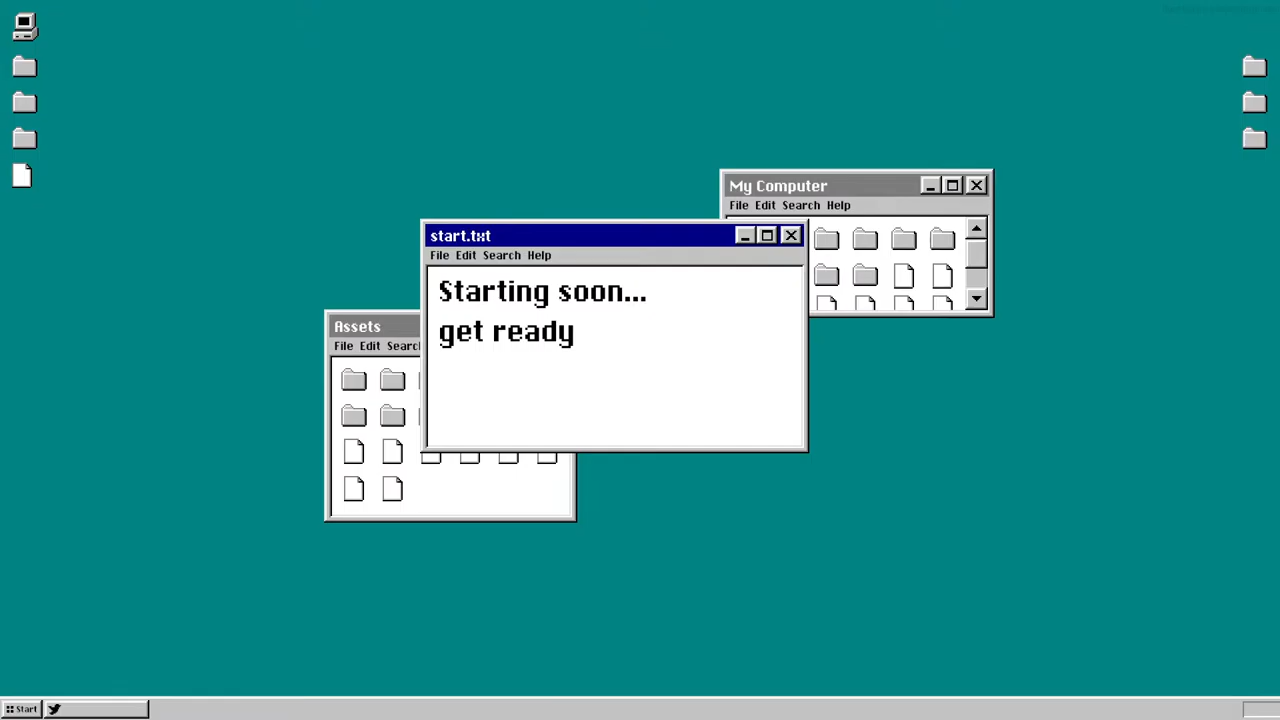 My Computer
File Edit Search Help
start.txt
File Edit Search Help
Starting soon...
get ready
Assets
File Edit Searc
Start